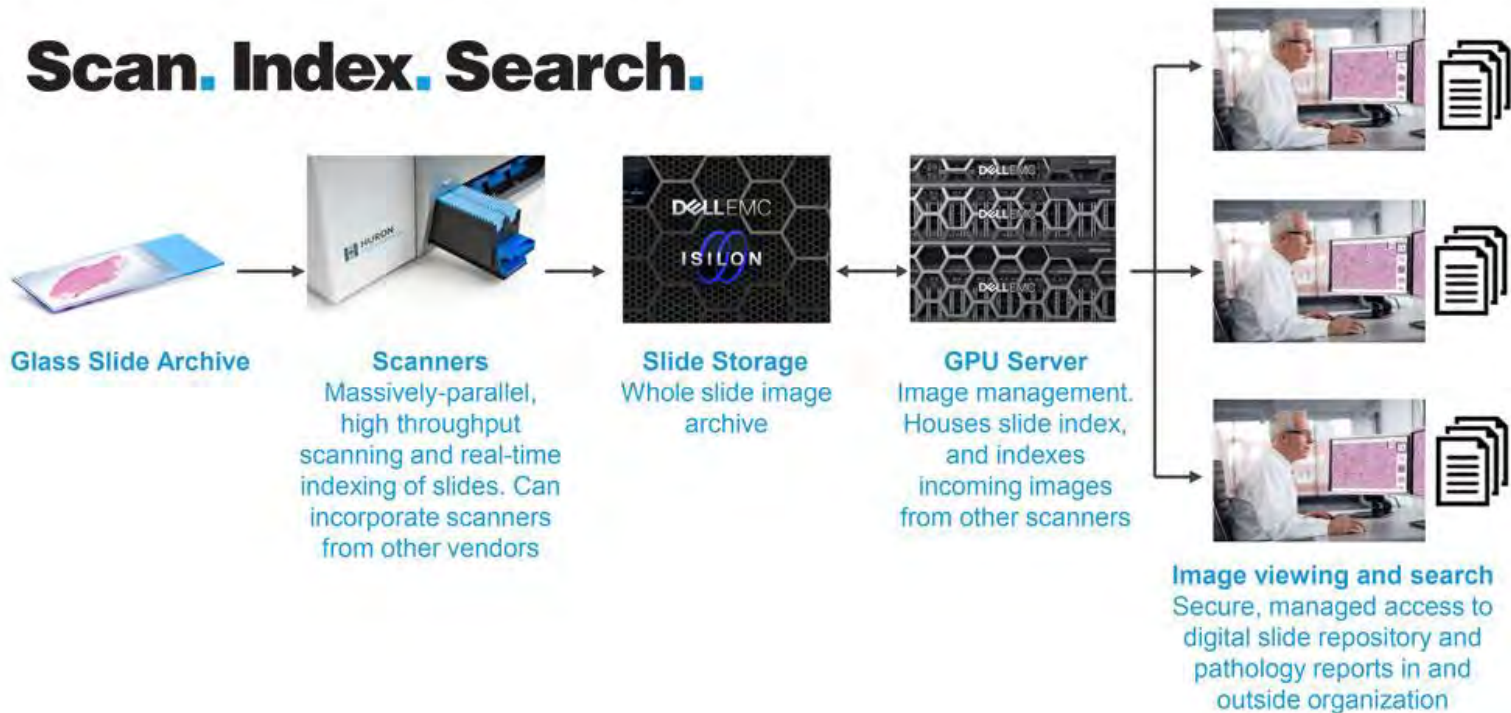 Scan. Index. Search.
HURON
DELLEMC
ISILON
DELLEMC
DELLEMC
DELLEMC
Glass Slide Archive
Scanners
Massively-parallel,
high throughput
scanning and real-time
indexing of slides. Can
incorporate scanners
from other vendors
Slide Storage
Whole slide image
archive
GPU Server
Image management.
Houses slide index,
and indexes
incoming images
from other scanners
Image viewing and search
Secure, managed access to
digital slide repository and
pathology reports in and
outside organization